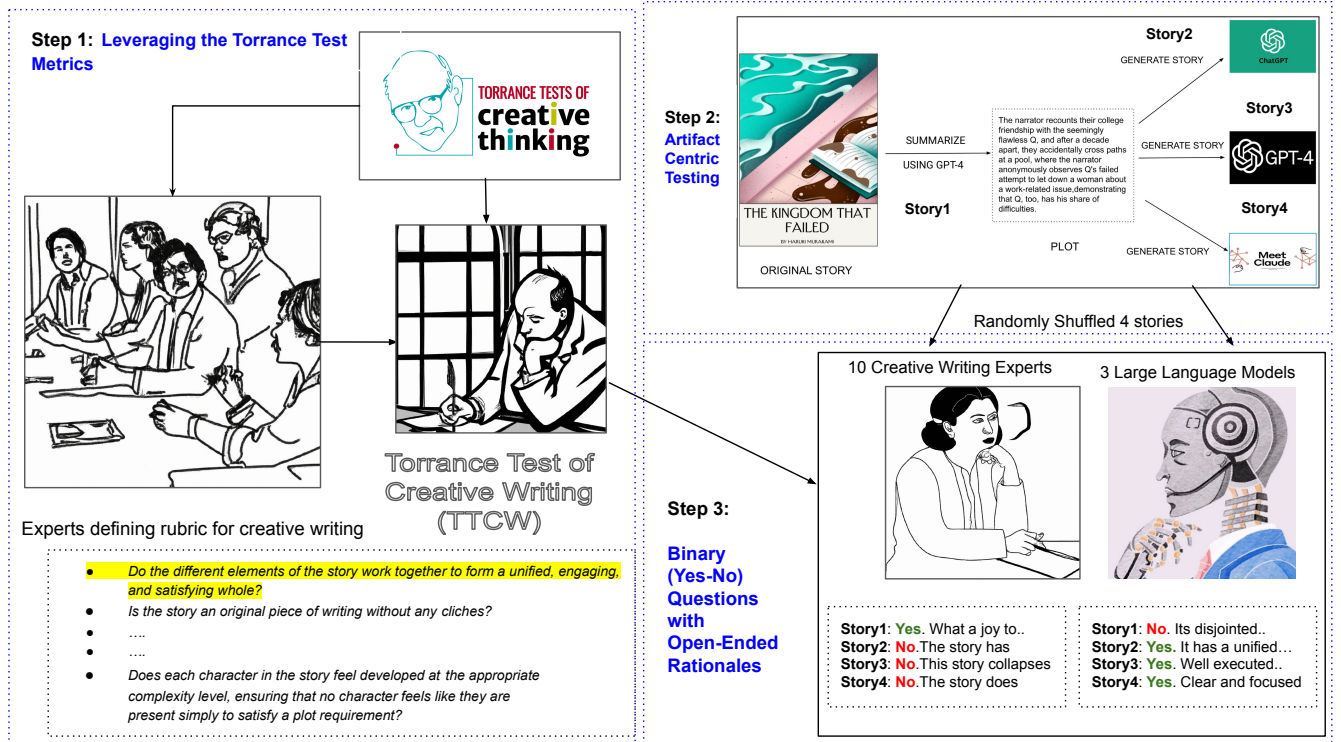 Step 1: Leveraging the Torrance Test
Metrics
TORRANCE TESTS OF
creative
thinking
Torrance Test of
Creative Writing
(TTCW)
Experts defining rubric for creative writing
● Do the different elements of the story work together to form a unified, engaging,
and satisfying whole?
● Is the story an original piece of writing without any cliches?
● ....
● ....
● Does each character in the story feel developed at the appropriate
complexity level, ensuring that no character feels like they are
present simply to satisfy a plot requirement?
Step 2:
Artifact
Centric
Testing
THE KINGDOM THAT
FAILED
BY HARUKI MURAKAMI
ORIGINAL STORY
Story1
SUMMARIZE
USING GPT-4
The narrator recounts their college
friendship with the seemingly
flawless Q, and after a decade
apart, they accidentally cross paths
at a pool, where the narrator
anonymously observes Q's failed
attempt to let down a woman about
a work-related issue,demonstrating
that Q, too, has his share of
difficulties.
PLOT
Story2
GENERATE STORY
ChatGPT
Story3
GENERATE STORY
GPT-4
Story4
GENERATE STORY
Meet
Claude
Randomly Shuffled 4 stories
Step 3:
Binary
(Yes-No)
Questions
with
Open-Ended
Rationales
10 Creative Writing Experts
3 Large Language Models
Story1: Yes. What a joy to..
Story2: No.The story has
Story3: No.This story collapses
Story4: No.The story does
Story1: No. Its disjointed..
Story2: Yes. It has a unified…
Story3: Yes. Well executed..
Story4: Yes. Clear and focused